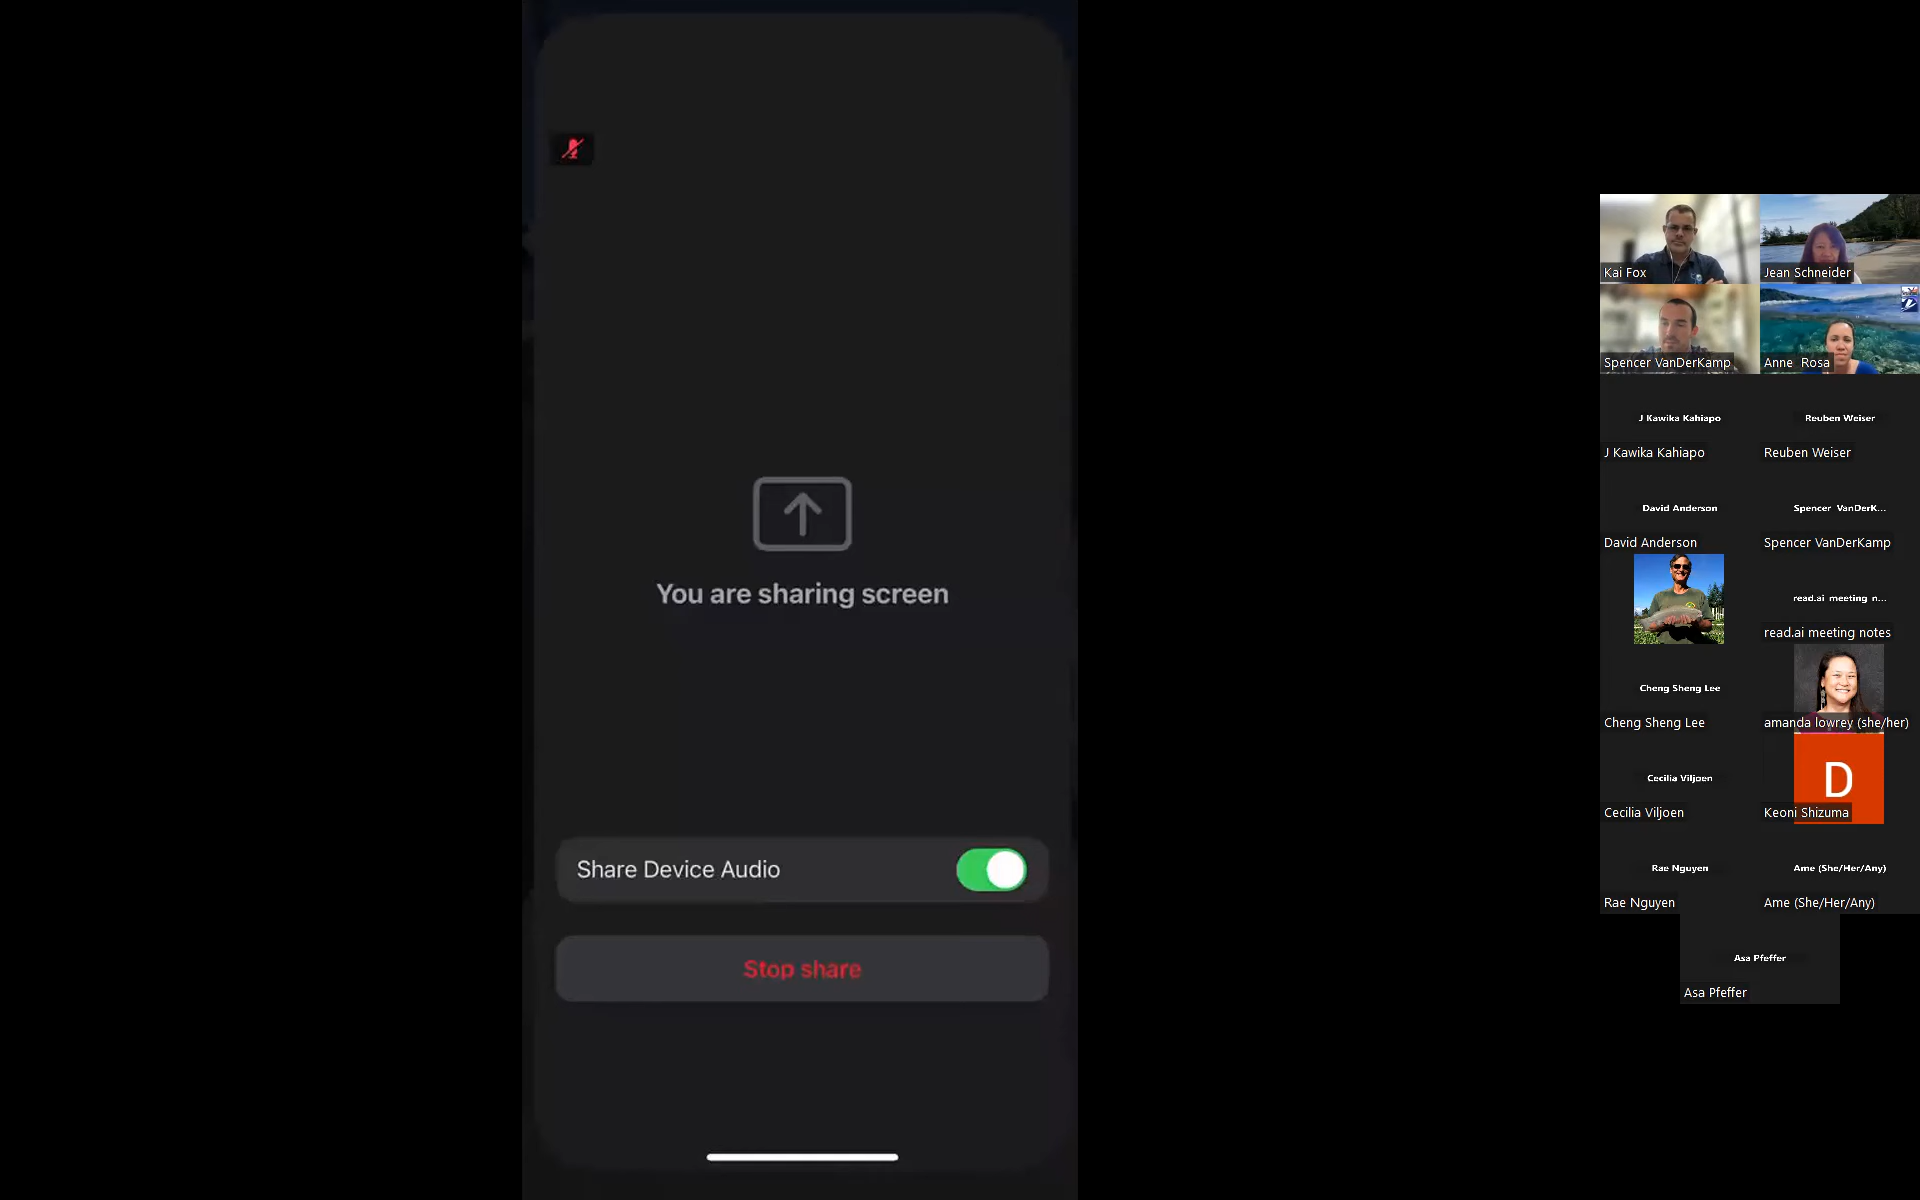 You are sharing screen
Share Device Audio
Stop share
Kai Fox
Jean Schneider
Spencer VanDerKamp
Anne Rosa
J Kawika Kahiapo
J Kawika Kahiapo
Reuben Weiser
Reuben Weiser
David Anderson
David Anderson
Spencer VanDerK...
Spencer VanDerKamp
read.ai meeting n...
read.ai meeting notes
Cheng Sheng Lee
Cheng Sheng Lee
amanda lowrey (she/her)
Cecilia Viljoen
Cecilia Viljoen
D
Keoni Shizuma
Rae Nguyen
Rae Nguyen
Ame (She/Her/Any)
Ame (She/Her/Any)
Asa Pfeffer
Asa Pfeffer